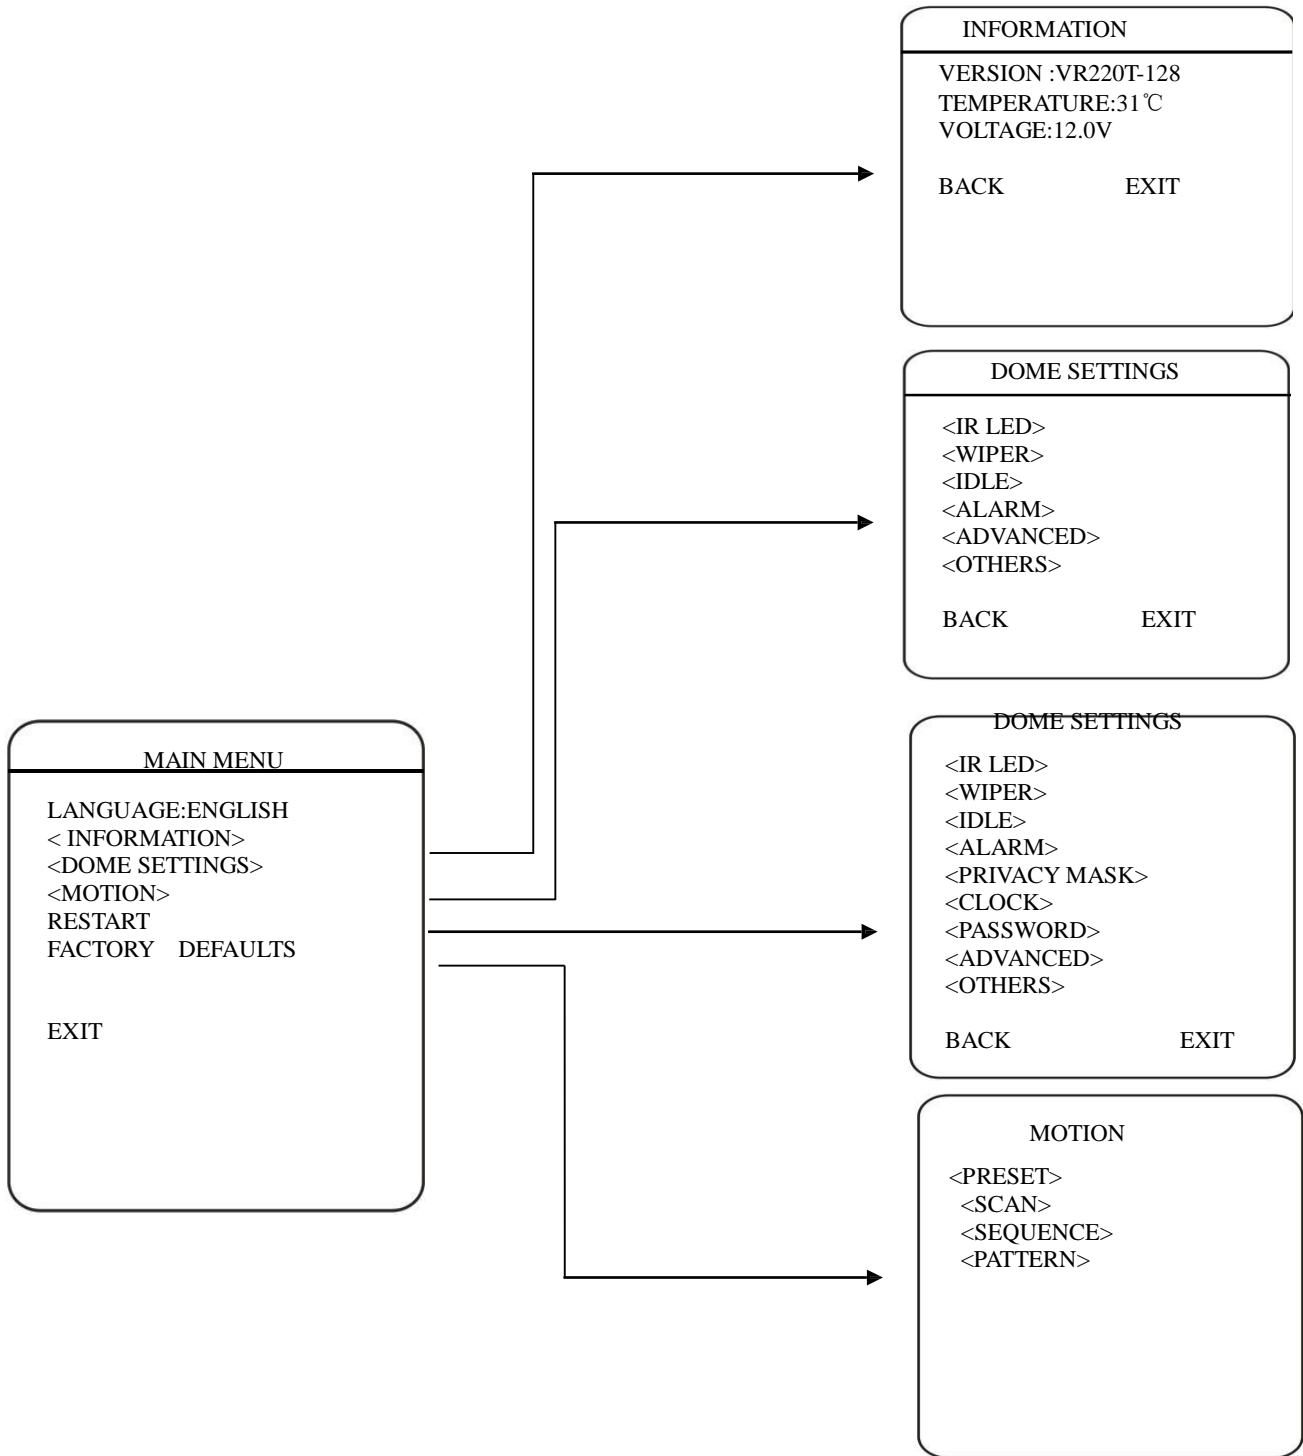 MAIN MENU
LANGUAGE:ENGLISH
< INFORMATION>
<DOME SETTINGS>
<MOTION>
RESTART
FACTORY DEFAULTS
EXIT
INFORMATION
VERSION :VR220T-128
TEMPERATURE:31℃
VOLTAGE:12.0V
BACK EXIT
DOME SETTINGS
<IR LED>
<WIPER>
<IDLE>
<ALARM>
<ADVANCED>
<OTHERS>
BACK EXIT
DOME SETTINGS
<IR LED>
<WIPER>
<IDLE>
<ALARM>
<PRIVACY MASK>
<CLOCK>
<PASSWORD>
<ADVANCED>
<OTHERS>
BACK EXIT
MOTION
<PRESET>
<SCAN>
<SEQUENCE>
<PATTERN>